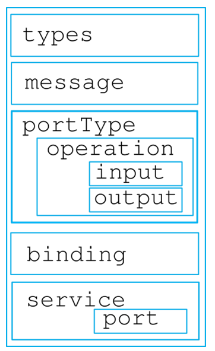 types
message
portType
operation
input
output
binding
service
port